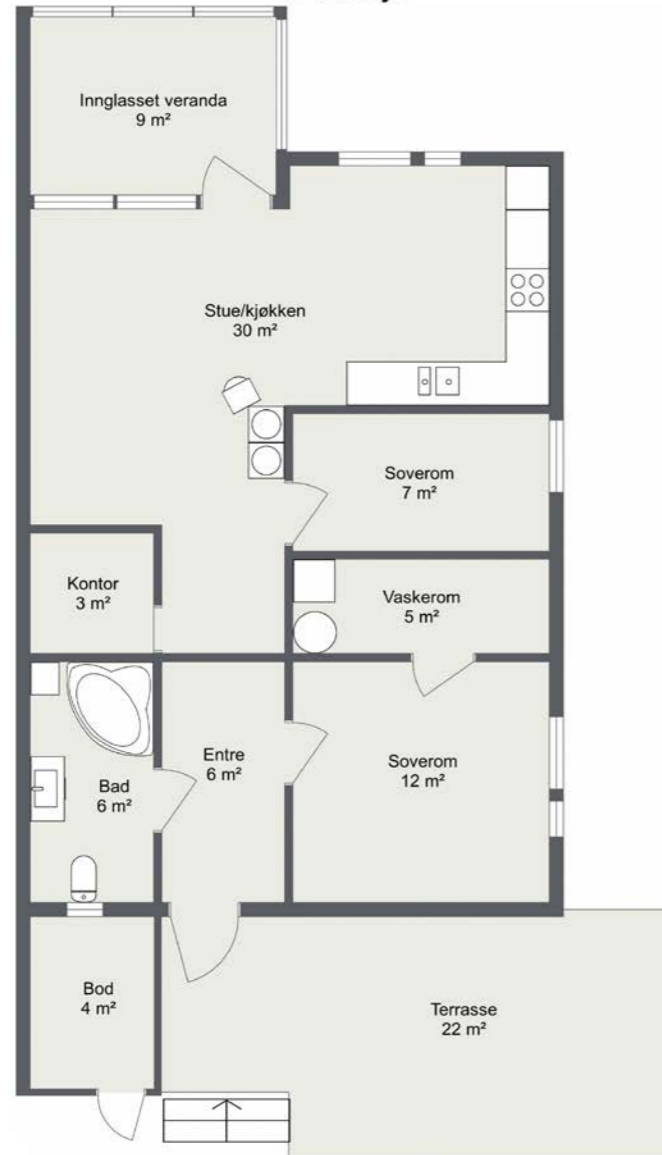 Innglasset veranda
9 m²
Stue/kjøkken
30 m²
Soverom
7 m²
Kontor
3 m²
Vaskerom
5 m²
Entre
6 m²
Soverom
12 m²
Bad
6 m²
Bod
4 m²
Terrasse
22 m²